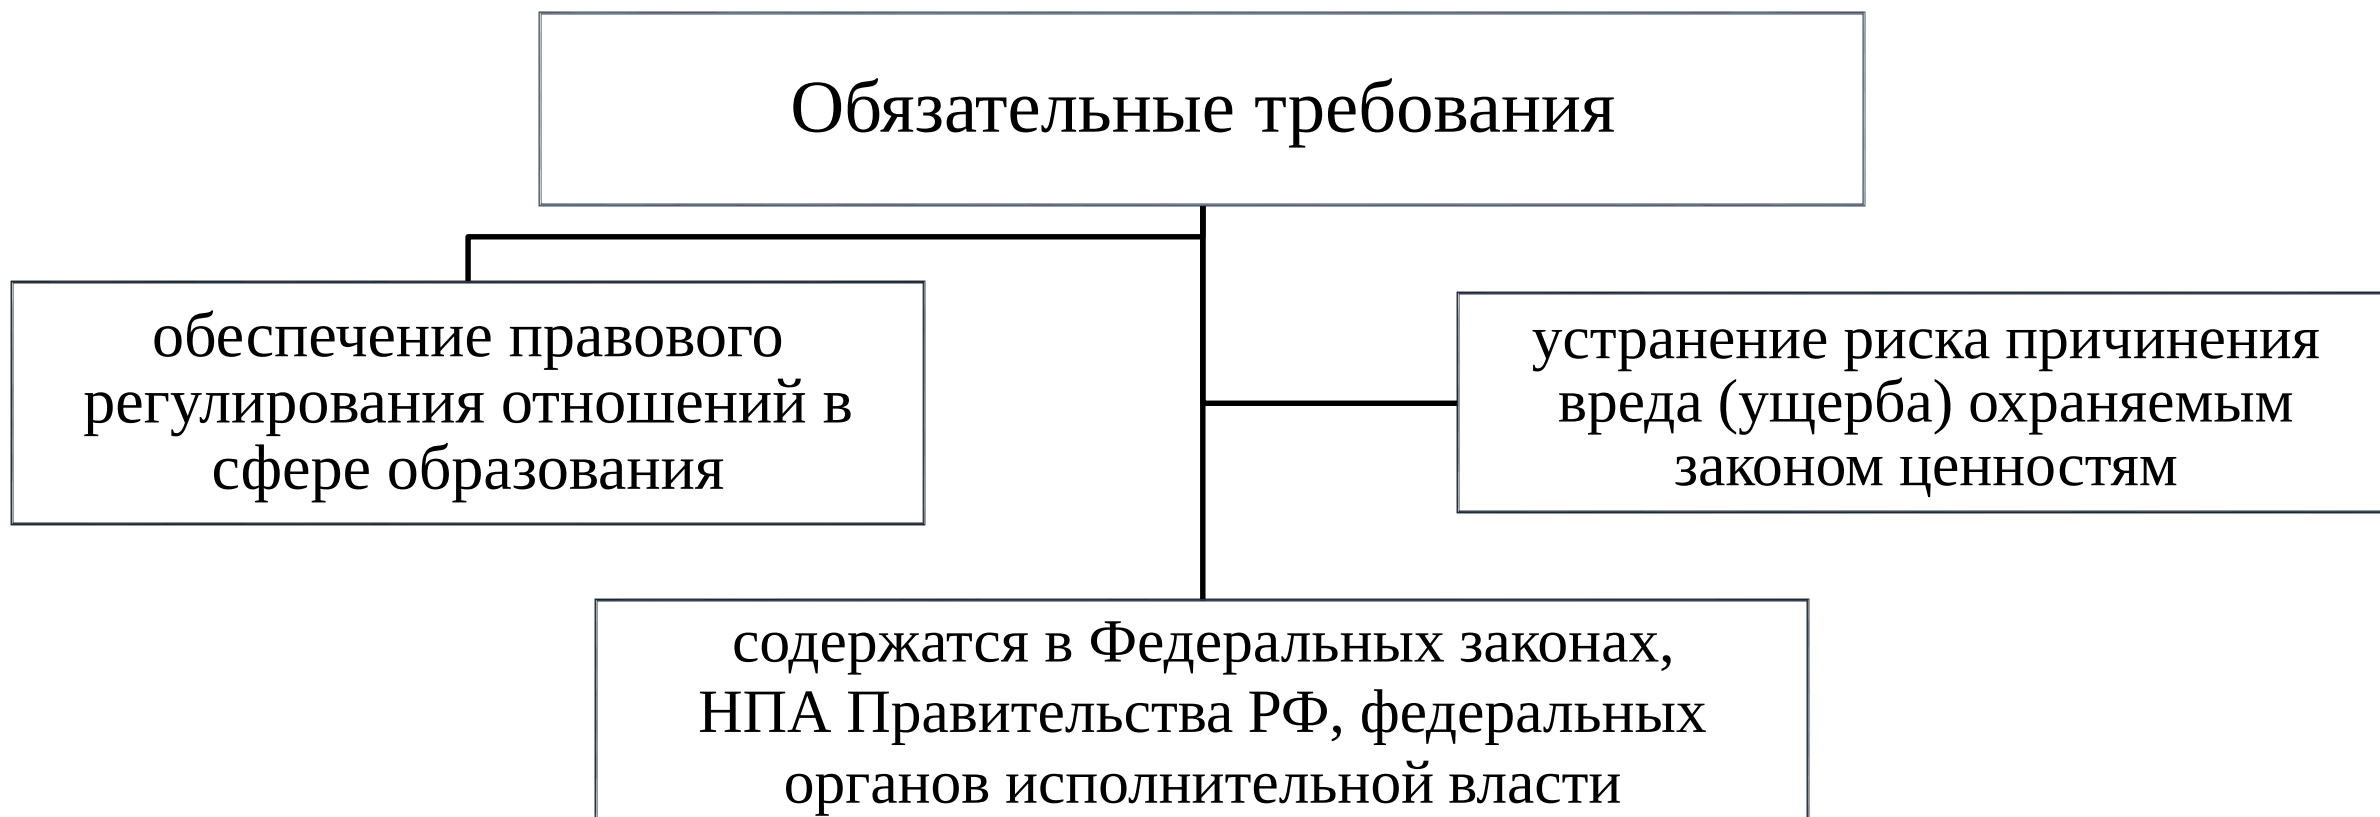 Обязательные требования
обеспечение правового
регулирования отношений в
сфере образования
устранение риска причинения
вреда (ущерба) охраняемым
законом ценностям
содержатся в Федеральных законах,
НПА Правительства РФ, федеральных
органов исполнительной власти